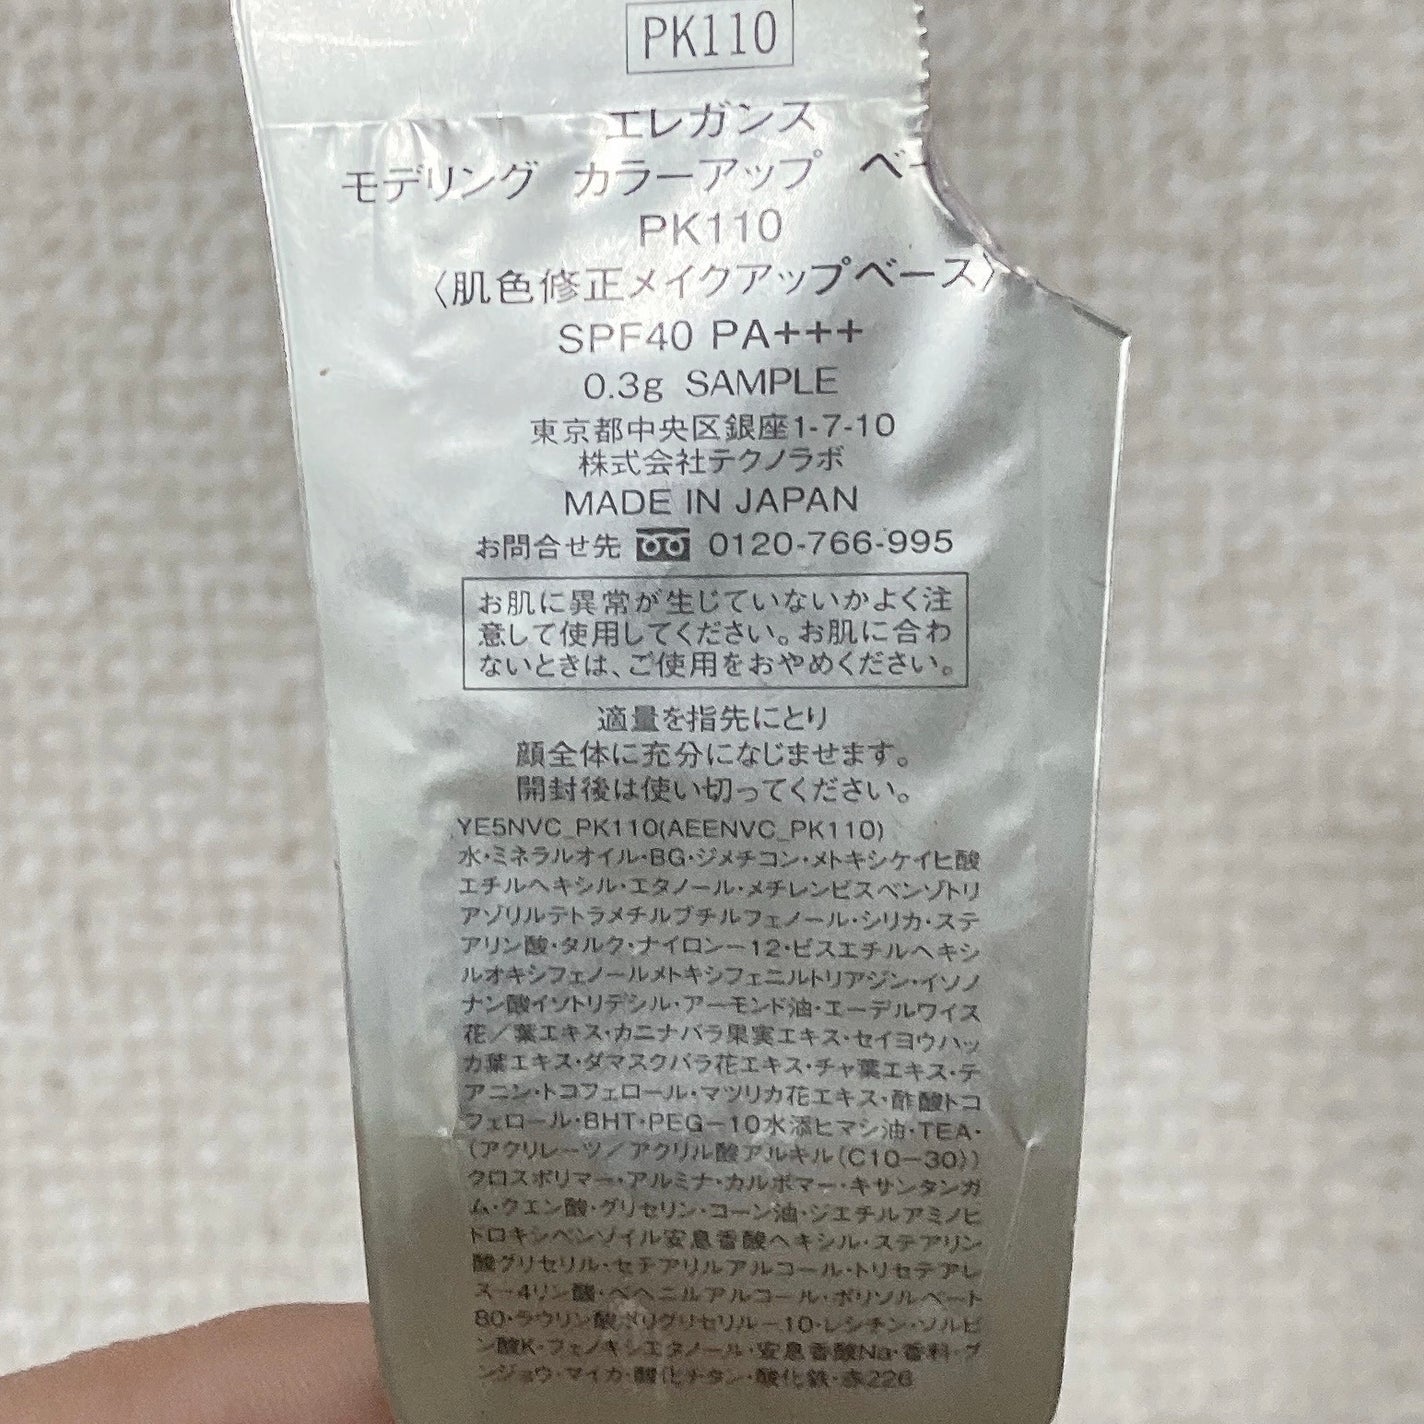 PK110
エレガンス
モデリング カラーアップ ベー
PK110
〈肌色修正メイクアップベース〉
SPF40 PA+++
0.3g SAMPLE
東京都中央区銀座1-7-10
株式会社テクノラボ
MADE IN JAPAN
お問合せ先 0120-766-995
お肌に異常が生じていないかよく注
意して使用してください。お肌に合わ
ないときは、ご使用をおやめください。
適量を指先にとり
顔全体に充分になじませます。
開封後は使い切ってください。
YE5NVC_PK110(AEENVC_PK110)
水・ミネラルオイル・BG・ジメチコン・メトキシケイヒ酸
エチルヘキシル・エタノール・メチレンビスベンゾトリ
アゾリルテトラメチルブチルフェノール・シリカ・ステ
アリン酸・タルク・ナイロン－12・ビスエチルヘキシ
ルオキシフェノールメトキシフェニルトリアジン・イソノ
ナン酸イソトリデシル・アーモンド油・エーデルワイス
花／葉エキス・カニナバラ果実エキス・セイヨウハッ
カ葉エキス・ダマスクバラ花エキス・チャ葉エキス・テ
アニン・トコフェロール・マツリカ花エキス・酢酸トコ
フェロール・BHT・PEG－10水添ヒマシ油・TEA・
(アクリレーツ／アクリル酸アルキル(C10－30))
クロスポリマー・アルミナ・カルボマー・キサンタンガ
ム・クエン酸・グリセリン・コーン油・ジエチルアミノヒ
ドロキシベンゾイル安息香酸ヘキシル・ステアリン
酸グリセリル・セテアリルアルコール・トリセテアレ
ス－4リン酸・ベヘニルアルコール・ポリソルベート
80・ラウリン酸ポリグリセリル－10・レシチン・ソルビ
ン酸K・フェノキシエタノール・安息香酸Na・香料・グ
ンジョウ・マイカ・酸化チタン・酸化鉄・赤226